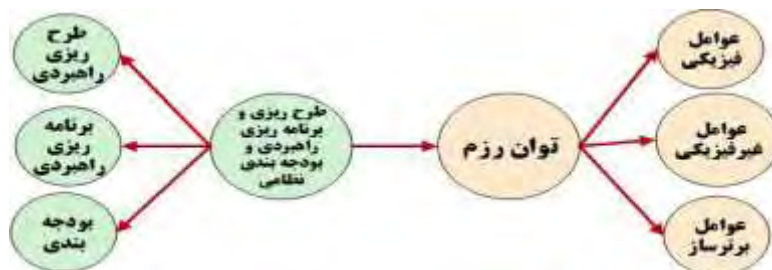 طرح
ریزی
راهبردی
برنامه
ریزی
راهبردی
بودجه
بندی
طرح ریزی و
برنامه ریزی
راهبردی و
بودجه بندی
نظامی
توان رزم
عوامل
فیزیکی
عوامل
غیرفیزیکی
عوامل
برترساز